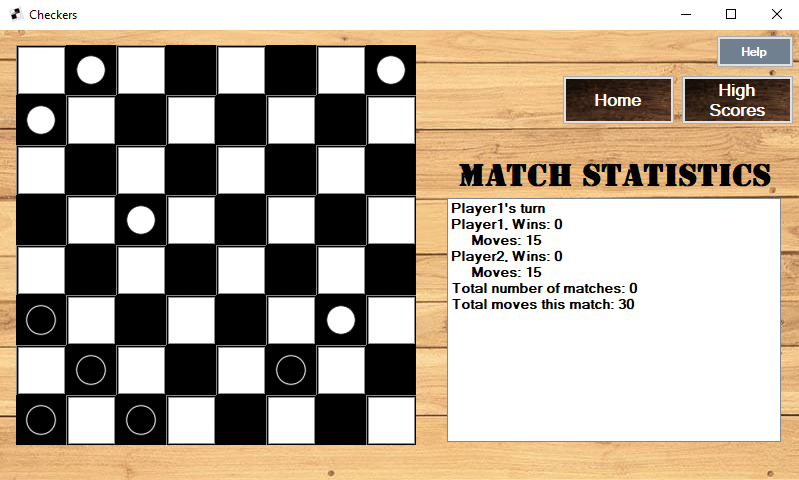 Checkers
Help
Home
High
Scores
MATCH STATISTICS
Player1's turn
Player1, Wins: 0
Moves: 15
Player2, Wins: 0
Moves: 15
Total number of matches: 0
Total moves this match: 30